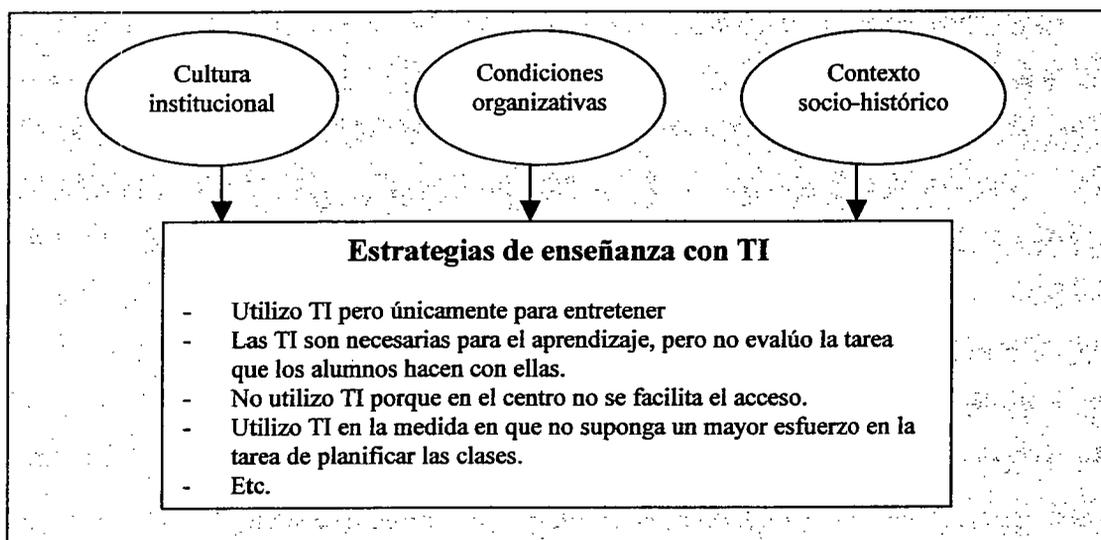 Cultura
institucional
Condiciones
organizativas
Contexto
socio-histórico
Estrategias de enseñanza con TI
- Utilizo TI pero únicamente para entretener
- Las TI son necesarias para el aprendizaje, pero no evalúo la tarea
que los alumnos hacen con ellas.
- No utilizo TI porque en el centro no se facilita el acceso.
- Utilizo TI en la medida en que no suponga un mayor esfuerzo en la
tarea de planificar las clases.
- Etc.